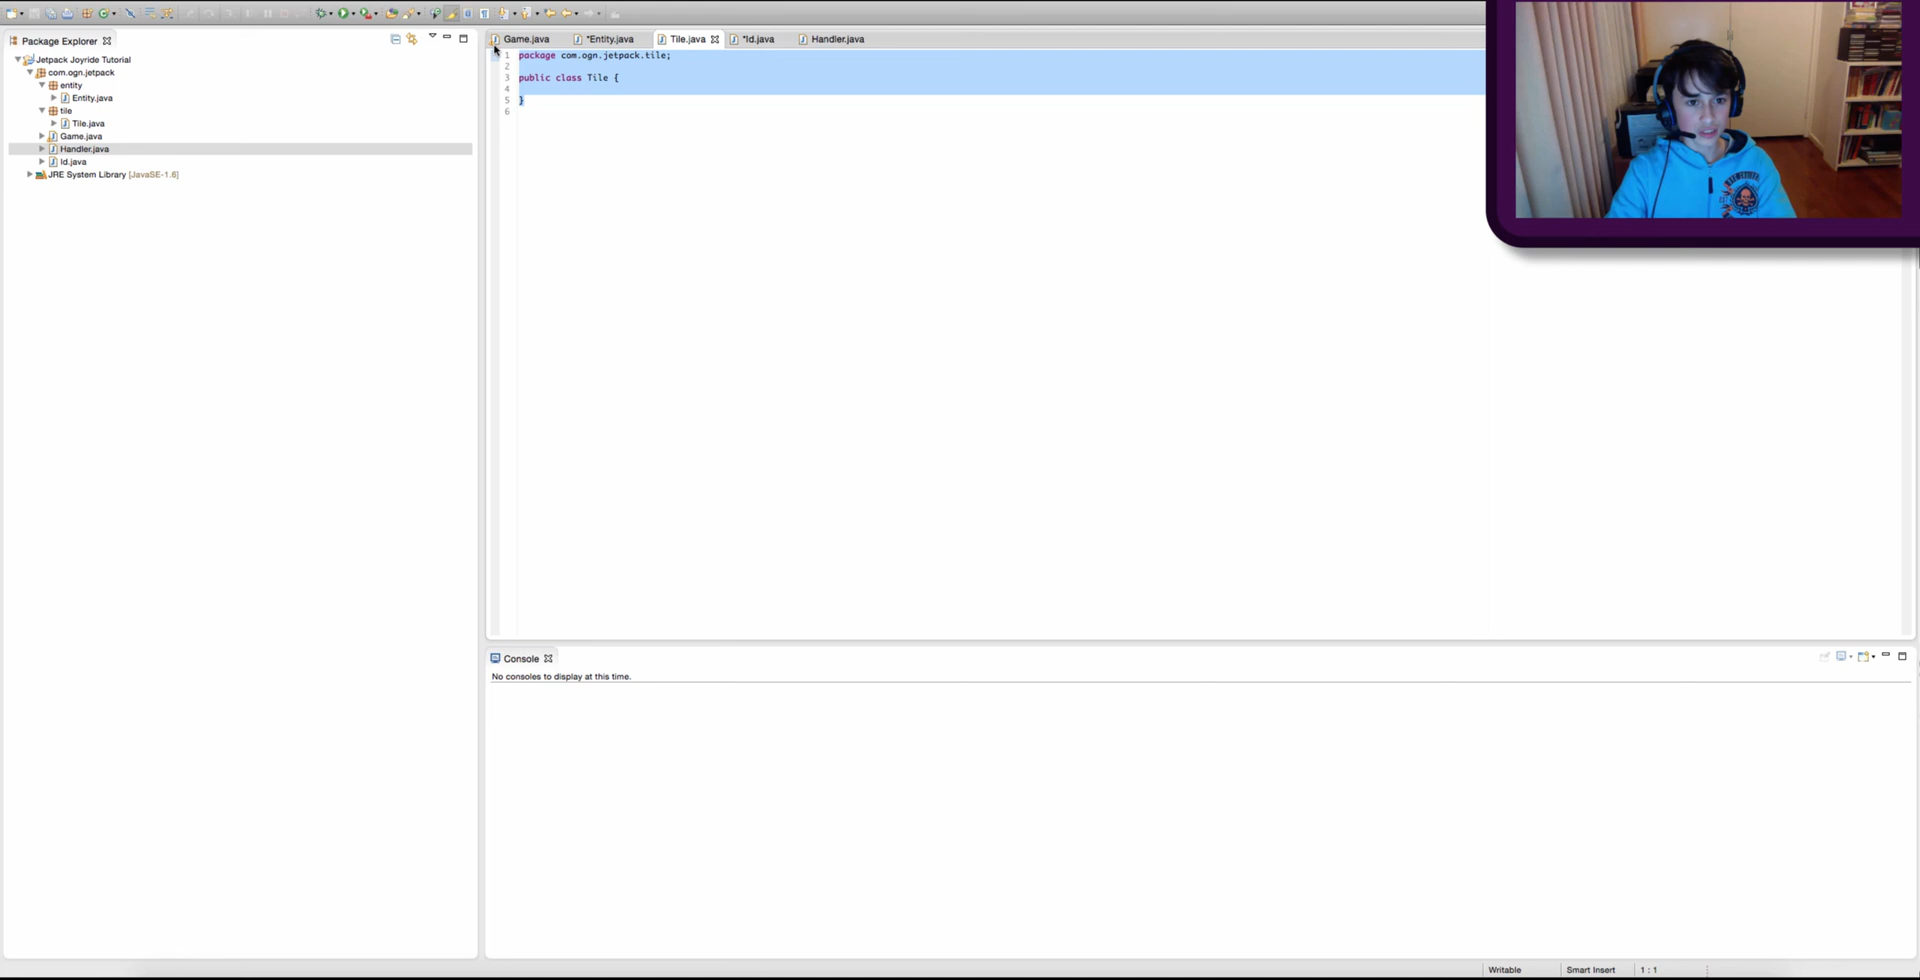 Package Explorer
Jetpack Joyride Tutorial
com.ogn.jetpack
entity
Entity.java
tile
Tile.java
Game.java
Handler.java
Id.java
JRE System Library [JavaSE-1.6]
Game.java *Entity.java Tile.java *Id.java Handler.java
1 package com.ogn.jetpack.tile;
2
3 public class Tile {
4
5 }
6
Console
No consoles to display at this time.
Writable Smart Insert 1 : 1